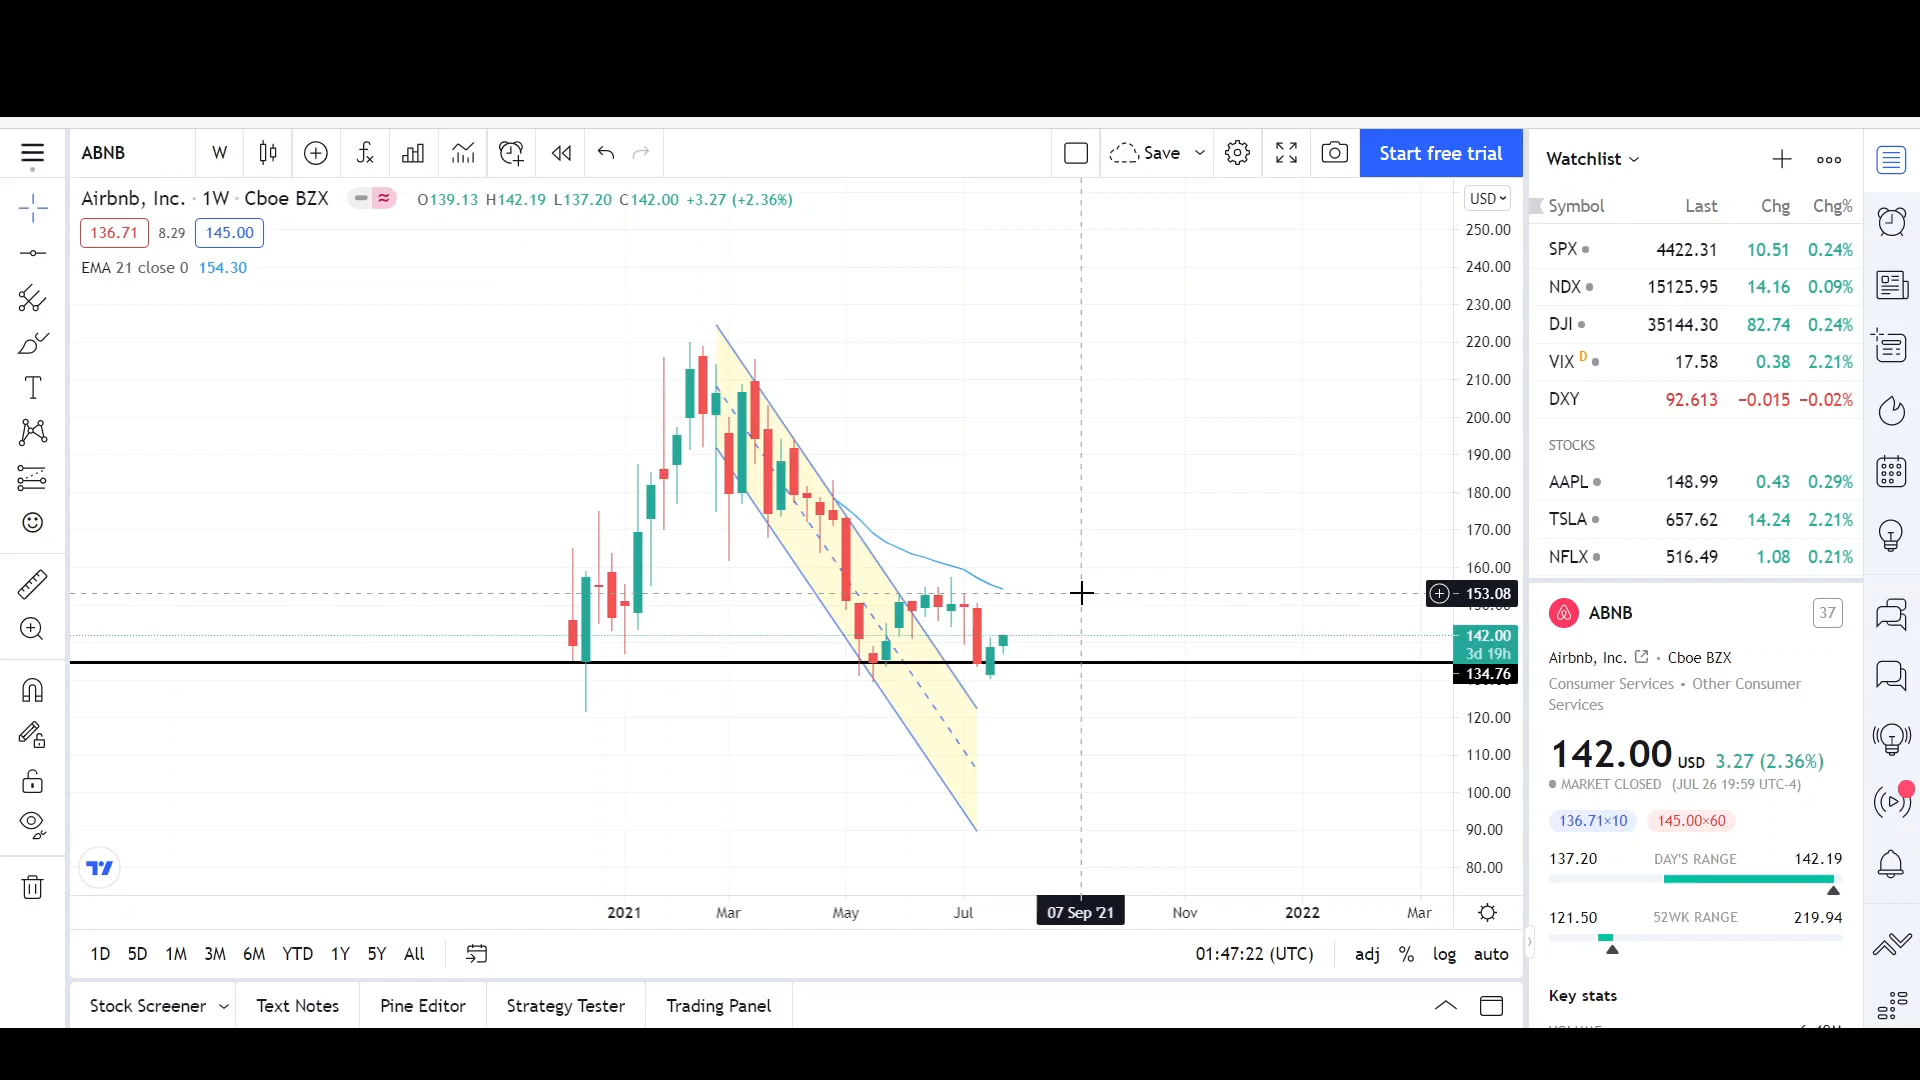 ABNB W Save Start free trial
Airbnb, Inc. · 1W · Cboe BZX O139.13 H142.19 L137.20 C142.00 +3.27 (+2.36%)
136.71 8.29 145.00
EMA 21 close 0 154.30
USD
250.00
240.00
230.00
220.00
210.00
200.00
190.00
180.00
170.00
160.00
153.08
142.00
3d 19h
134.76
120.00
110.00
100.00
90.00
80.00
2021 Mar May Jul 07 Sep '21 Nov 2022 Mar
1D 5D 1M 3M 6M YTD 1Y 5Y All 01:47:22 (UTC) adj % log auto
Stock Screener Text Notes Pine Editor Strategy Tester Trading Panel
Watchlist
Symbol Last Chg Chg%
SPX 4422.31 10.51 0.24%
NDX 15125.95 14.16 0.09%
DJI 35144.30 82.74 0.24%
VIX D 17.58 0.38 2.21%
DXY 92.613 −0.015 −0.02%
STOCKS
AAPL 148.99 0.43 0.29%
TSLA 657.62 14.24 2.21%
NFLX 516.49 1.08 0.21%
ABNB 37
Airbnb, Inc. · Cboe BZX
Consumer Services • Other Consumer
Services
142.00 USD 3.27 (2.36%)
MARKET CLOSED (JUL 26 19:59 UTC-4)
136.71×10 145.00×60
137.20 DAY'S RANGE 142.19
121.50 52WK RANGE 219.94
Key stats